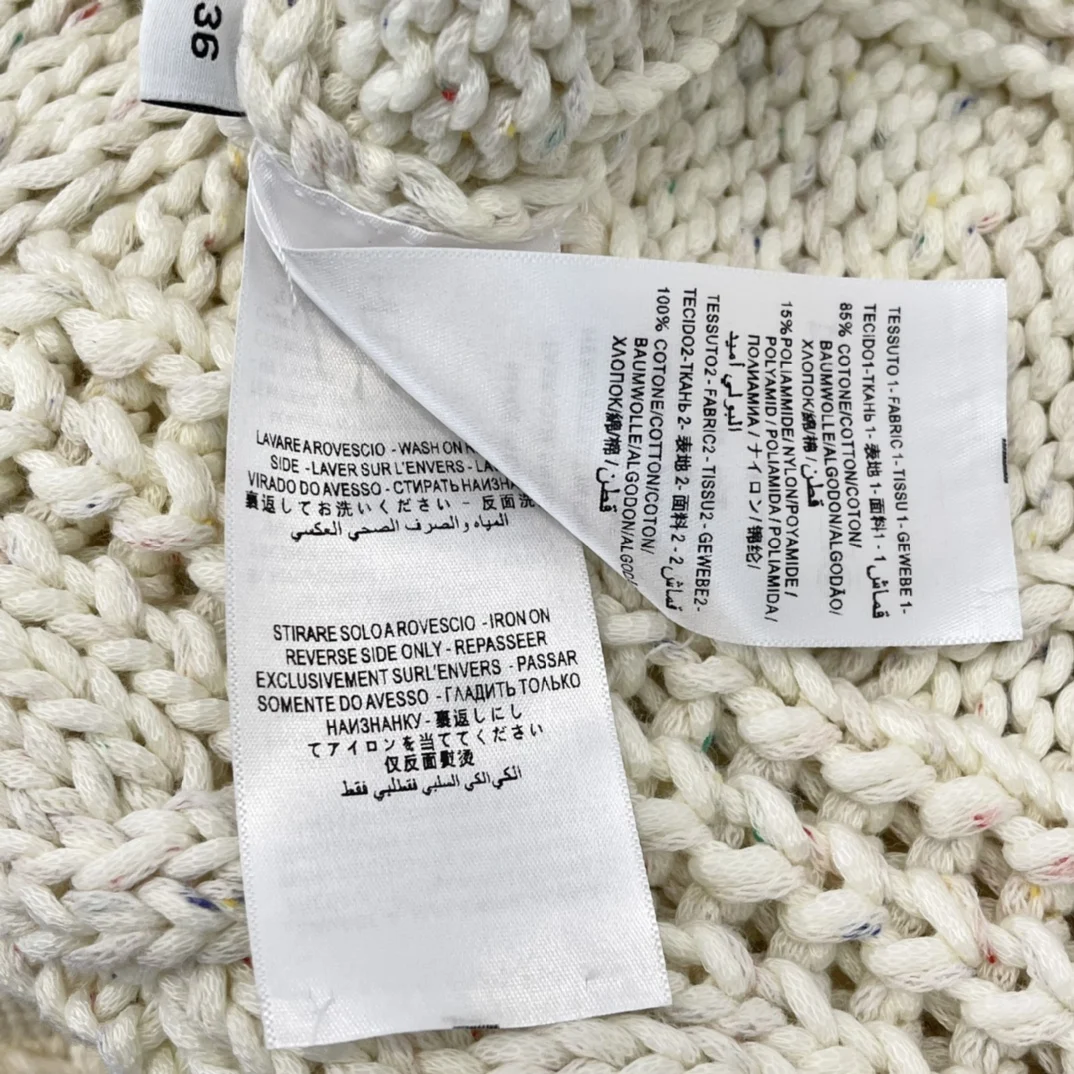 36
TESSUTO 1- FABRIC 1-TISSU 1- GEWEBE 1-
TECIDO1-ТКАНЬ 1- 表地 1- 面料1 - 1 قماش
85% COTONE/COTTON/COTON/
BAUMWOLLE/ALGODON/ALGODÃO/
ХЛОПОК/綿/棉 / قطن
15%POLIAMMIDE/ NYLON/POYAMIDE /
POLYAMID / POLIAMIDA / POLIAMIDA /
ПОЛИАМИА / ナイロン / 锦纶/
البولي أميد
TESSUTO2 - FABRIC2 - TISSU2 - GEWEBE2-
TECIDO2-ТКАНЬ 2- 表地 2- 面料 2 - 2 قماش
100% COTONE/COTTON/COTON/
BAUMWOLLE/ALGODON/ALGOD
ХЛОПОК/綿/棉 / قطن
LAVARE A ROVESCIO - WASH ON
SIDE - LAVER SUR L'ENVERS -
VIRADO DO AVESSO - СТИРАТЬ НАИЗН
裏返してお洗いください - 反面洗
المياه والصرف الصحي العكسي
STIRARE SOLO A ROVESCIO - IRON ON
REVERSE SIDE ONLY - REPASSEER
EXCLUSIVEMENT SURL'ENVERS - PASSAR
SOMENTE DO AVESSO - ГЛАДИТЬ ТОЛЬКО
НАИЗНАНКУ - 裏返しにし
てアイロンを当ててください
仅反面熨烫
الكي الكي السلبي فقطلبي فقط